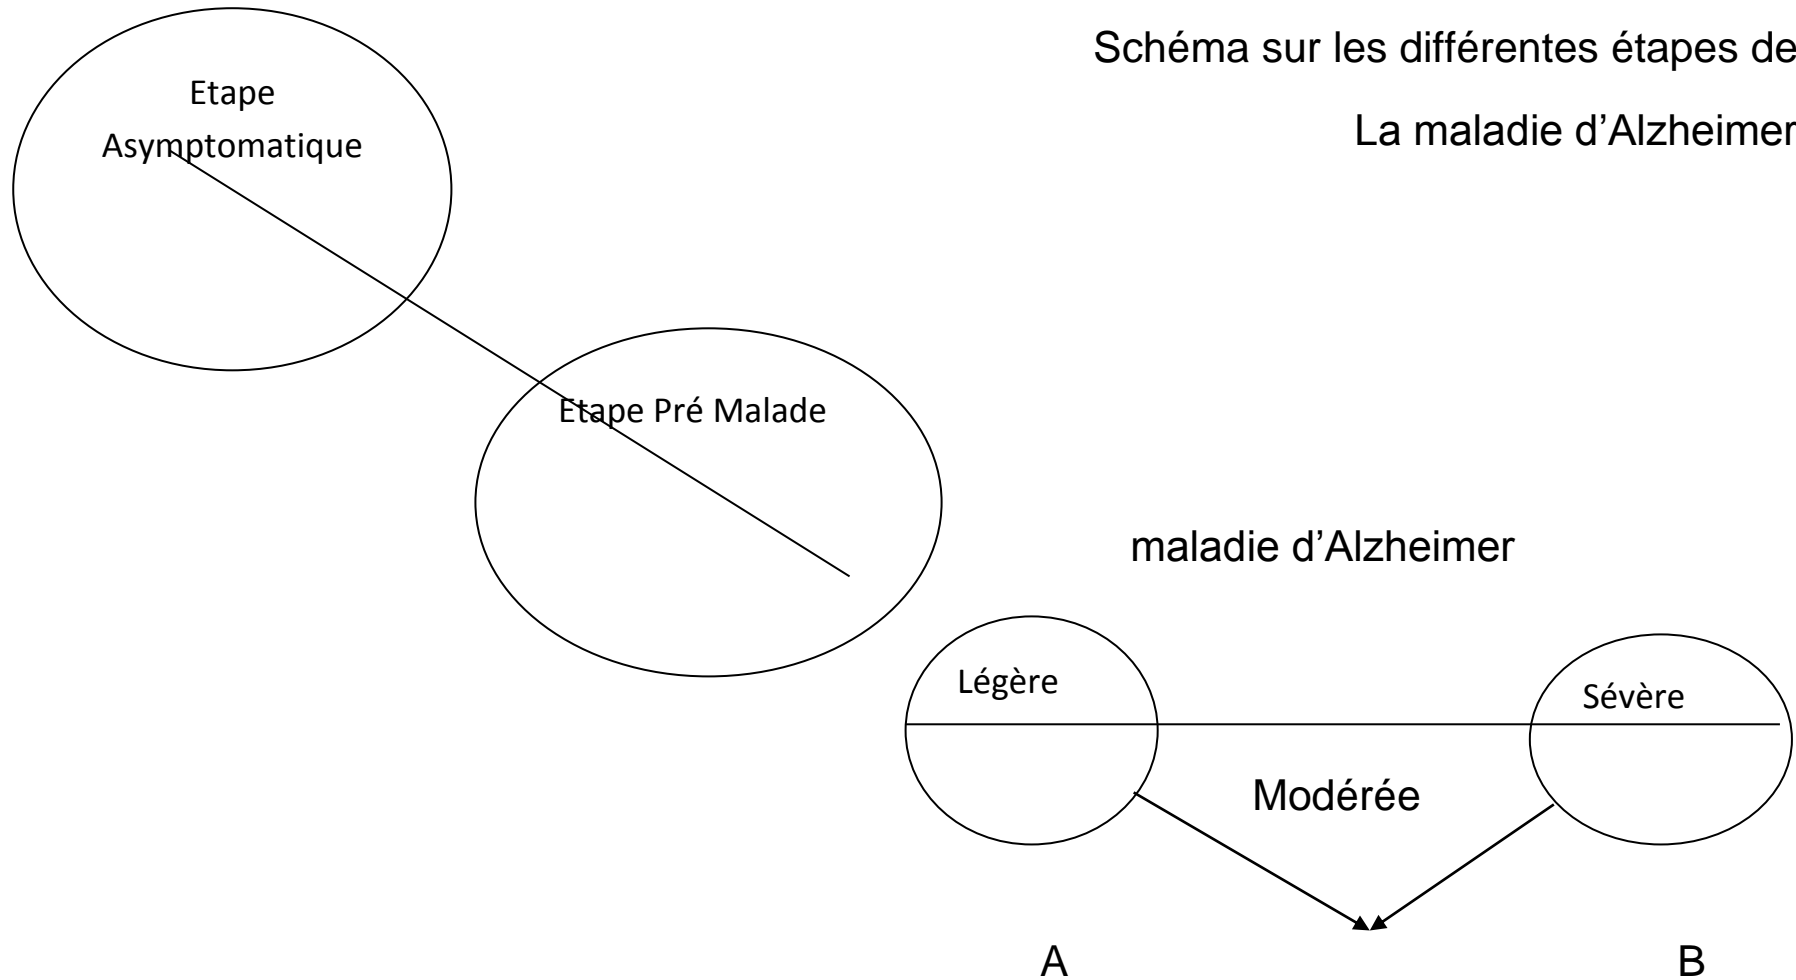 Schéma sur les différentes étapes de
La maladie d’Alzheimer
Etape
Asymptomatique
Etape Pré Malade
maladie d’Alzheimer
Légère
Sévère
Modérée
A
B